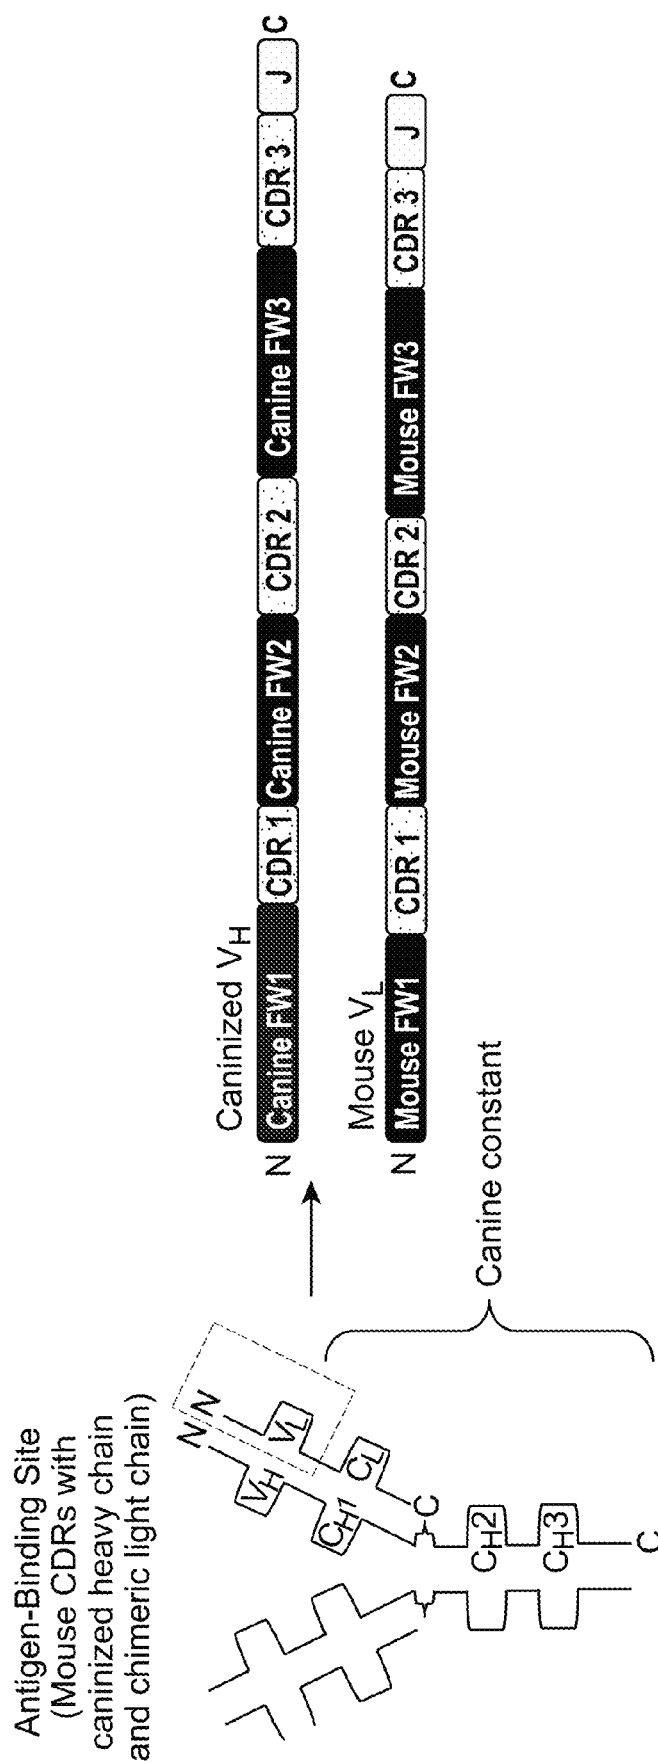 Antigen-Binding Site
(Mouse CDRs with
caninized heavy chain
and chimeric light chain)
N N
VH VL
CH1 CL
C
CH2
CH3
C
Canine constant
Caninized VH
N Canine FW1 CDR 1 Canine FW2 CDR 2 Canine FW3 CDR 3 J C
Mouse VL
N Mouse FW1 CDR 1 Mouse FW2 CDR 2 Mouse FW3 CDR 3 J C